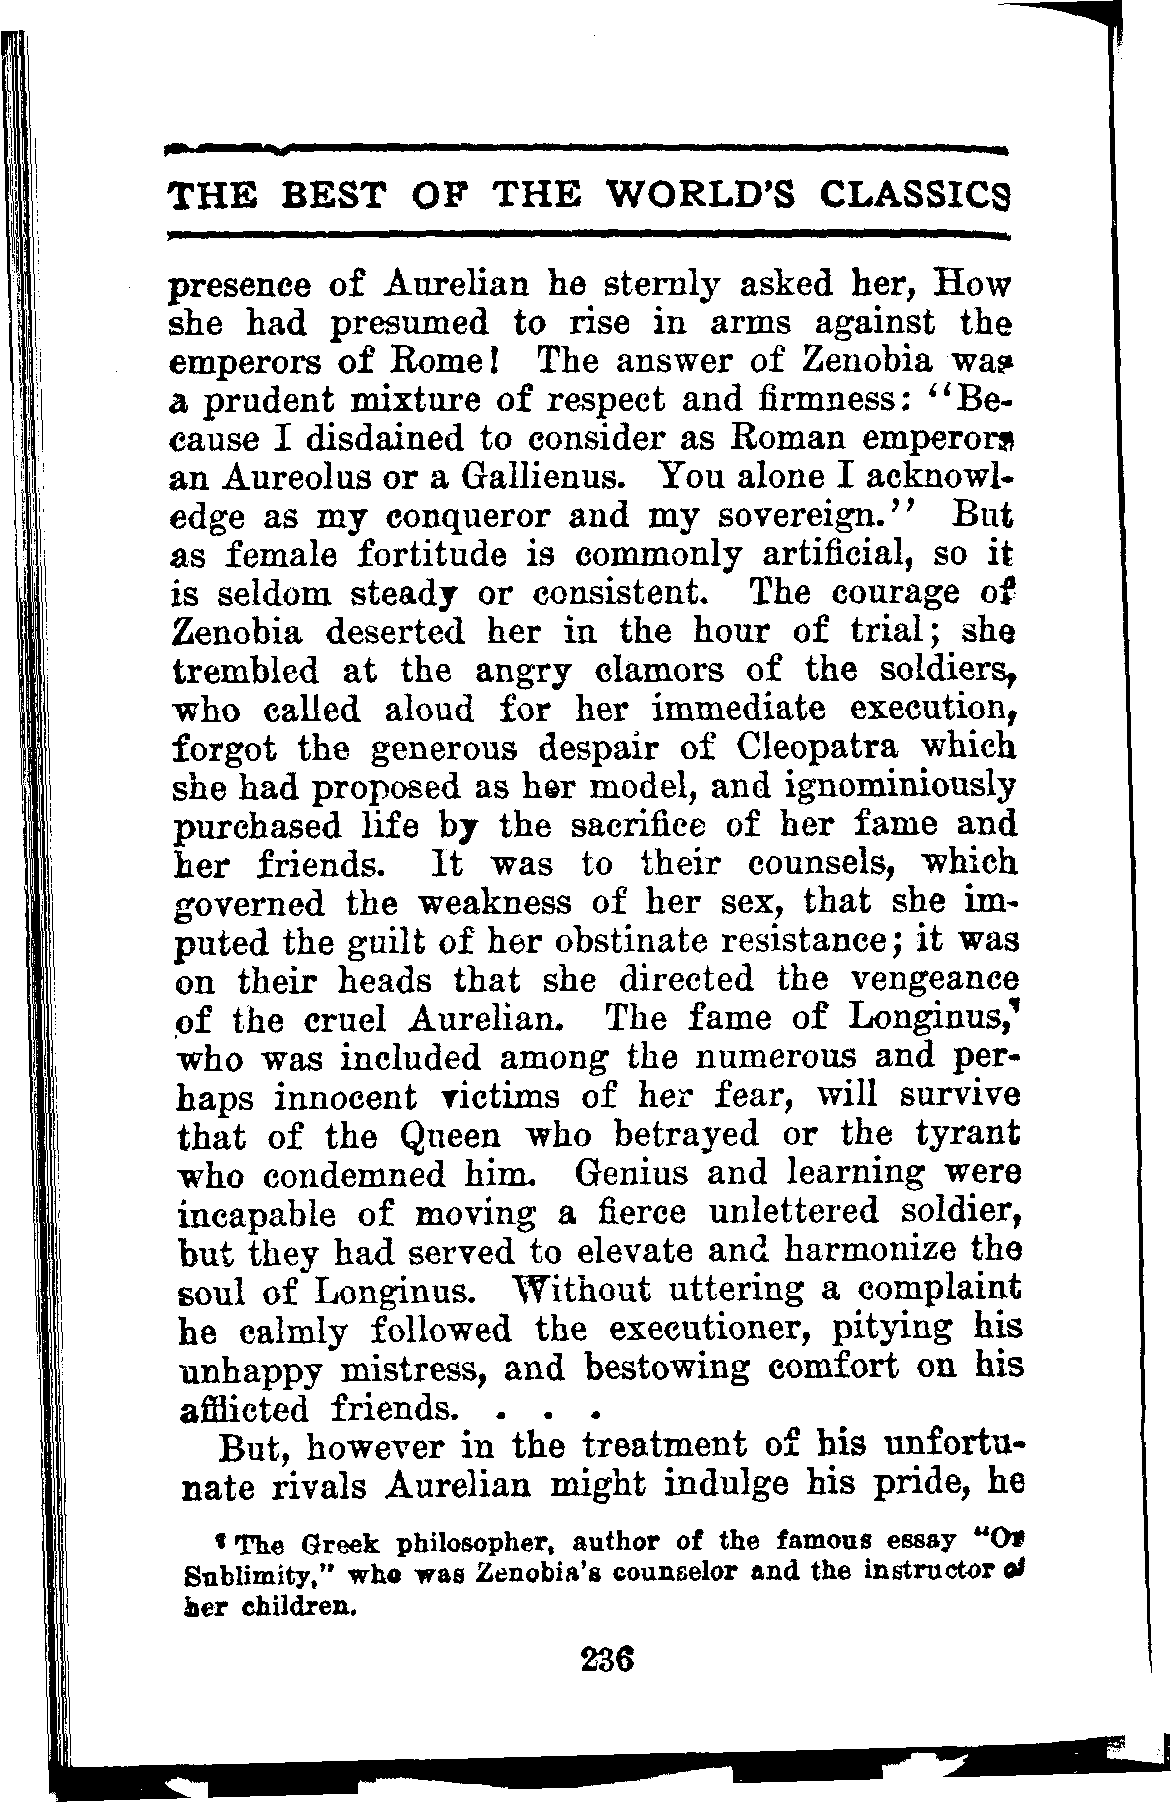 THE BEST OF THE WORLD'S CLASSICS
presence of Aurelian he sternly asked her, How
she had presumed to rise in arms against the
emperors of Rome! The answer of Zenobia was
a prudent mixture of respect and firmness: "Be-
cause I disdained to consider as Roman emperors
an Aureolus or a Gallienus. You alone I acknowl-
edge as my conqueror and my sovereign." But
as female fortitude is commonly artificial, so it
is seldom steady or consistent. The courage of
Zenobia deserted her in the hour of trial; she
trembled at the angry clamors of the soldiers,
who called aloud for her immediate execution,
forgot the generous despair of Cleopatra which
she had proposed as her model, and ignominiously
purchased life by the sacrifice of her fame and
her friends. It was to their counsels, which
governed the weakness of her sex, that she im-
puted the guilt of her obstinate resistance; it was
on their heads that she directed the vengeance
of the cruel Aurelian. The fame of Longinus,
who was included among the numerous and per-
haps innocent victims of her fear, will survive
that of the Queen who betrayed or the tyrant
who condemned him. Genius and learning were
incapable of moving a fierce unlettered soldier,
but they had served to elevate and harmonize the
soul of Longinus. Without uttering a complaint
he calmly followed the executioner, pitying his
unhappy mistress, and bestowing comfort on his
afflicted friends. . . .
But, however in the treatment of his unfortu-
nate rivals Aurelian might indulge his pride, he
The Greek philosopher, author of the famous essay "On
Sublimity," who was Zenobia's counselor and the instructor of
her children.
236